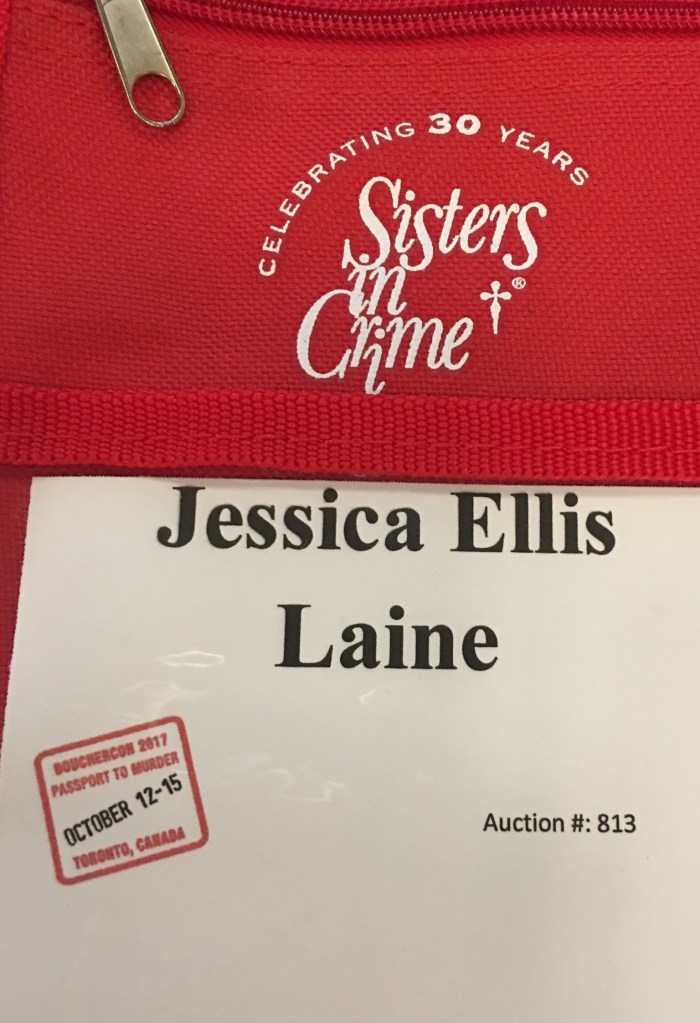 CELEBRATING 30 YEARS
Sisters
in
Crime
®
Jessica Ellis
Laine
BOUCHERCON 2017
PASSPORT TO MURDER
OCTOBER 12-15
TORONTO, CANADA
Auction #: 813